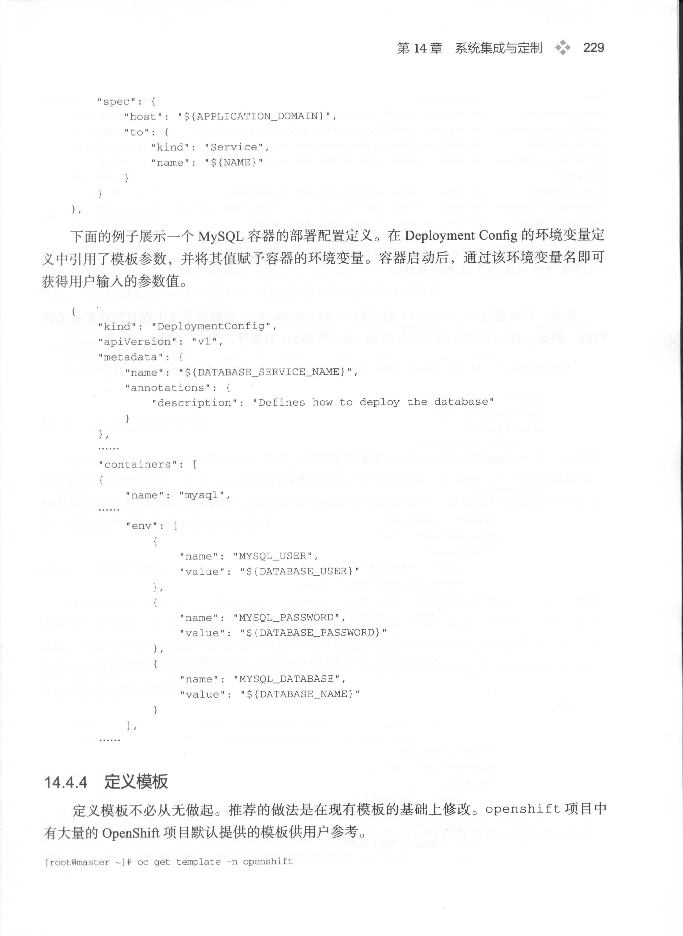 第 14 章 系统集成与定制 229
"spec": {
"host": "${APPLICATION_DOMAIN}",
"to": {
"kind": "Service",
"name": "${NAME}"
}
}
},
下面的例子展示一个 MySQL 容器的部署配置定义。在 Deployment Config 的环境变量定
义中引用了模板参数，并将其值赋予容器的环境变量。容器启动后，通过该环境变量名即可
获得用户输入的参数值。
{
"kind": "DeploymentConfig",
"apiVersion": "v1",
"metadata": {
"name": "${DATABASE_SERVICE_NAME}",
"annotations": {
"description": "Defines how to deploy the database"
}
},
……
"containers": [
{
"name": "mysql",
……
"env": [
{
"name": "MYSQL_USER",
"value": "${DATABASE_USER}"
},
{
"name": "MYSQL_PASSWORD",
"value": "${DATABASE_PASSWORD}"
},
{
"name": "MYSQL_DATABASE",
"value": "${DATABASE_NAME}"
}
],
……
14.4.4 定义模板
定义模板不必从无做起。推荐的做法是在现有模板的基础上修改。openshift 项目中
有大量的 OpenShift 项目默认提供的模板供用户参考。
[root@master ~]# oc get template -n openshift